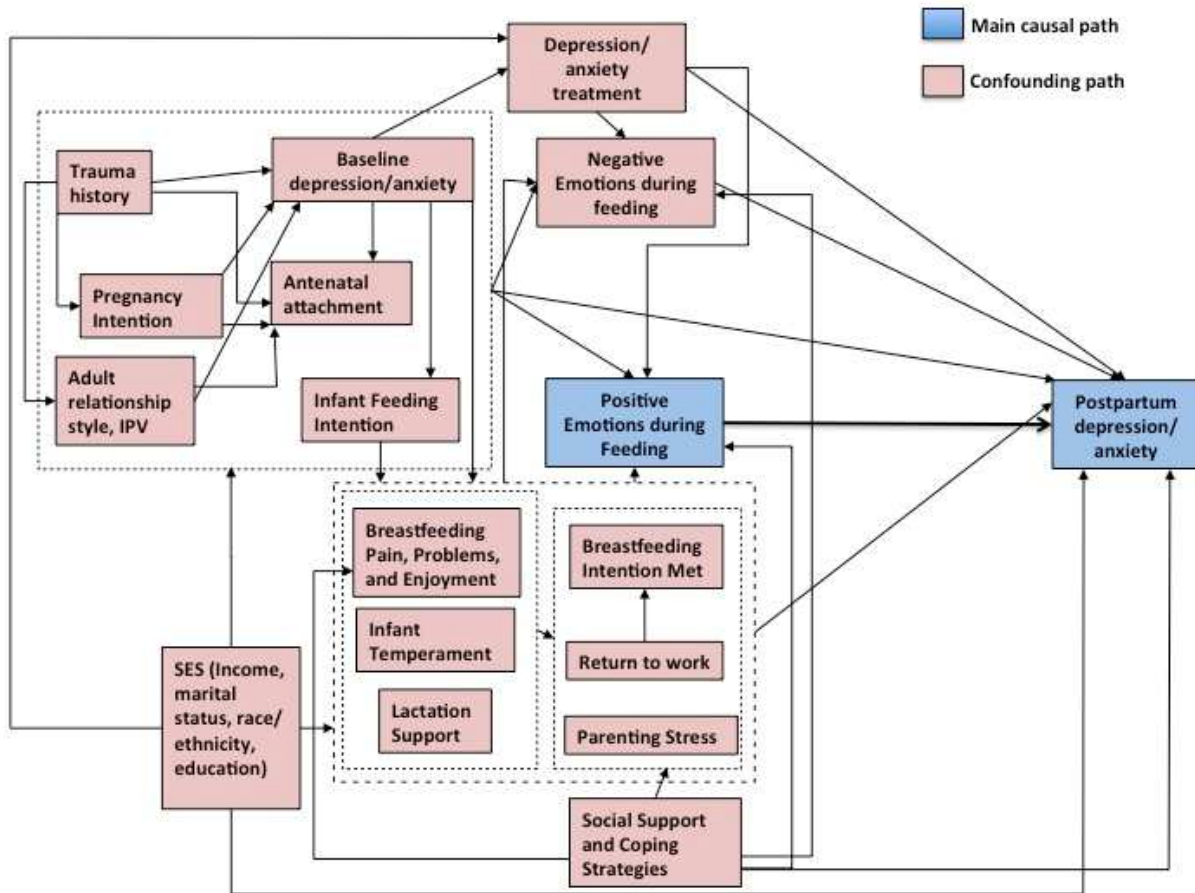 Main causal path
Confounding path
Depression/
anxiety
treatment
Trauma
history
Baseline
depression/anxiety
Negative
Emotions during
feeding
Pregnancy
Intention
Antenatal
attachment
Adult
relationship
style, IPV
Infant Feeding
Intention
Positive
Emotions during
Feeding
Postpartum
depression/
anxiety
Breastfeeding
Pain, Problems,
and Enjoyment
Breastfeeding
Intention Met
Infant
Temperament
Return to work
SES (Income,
marital
status, race/
ethnicity,
education)
Lactation
Support
Parenting Stress
Social Support
and Coping
Strategies